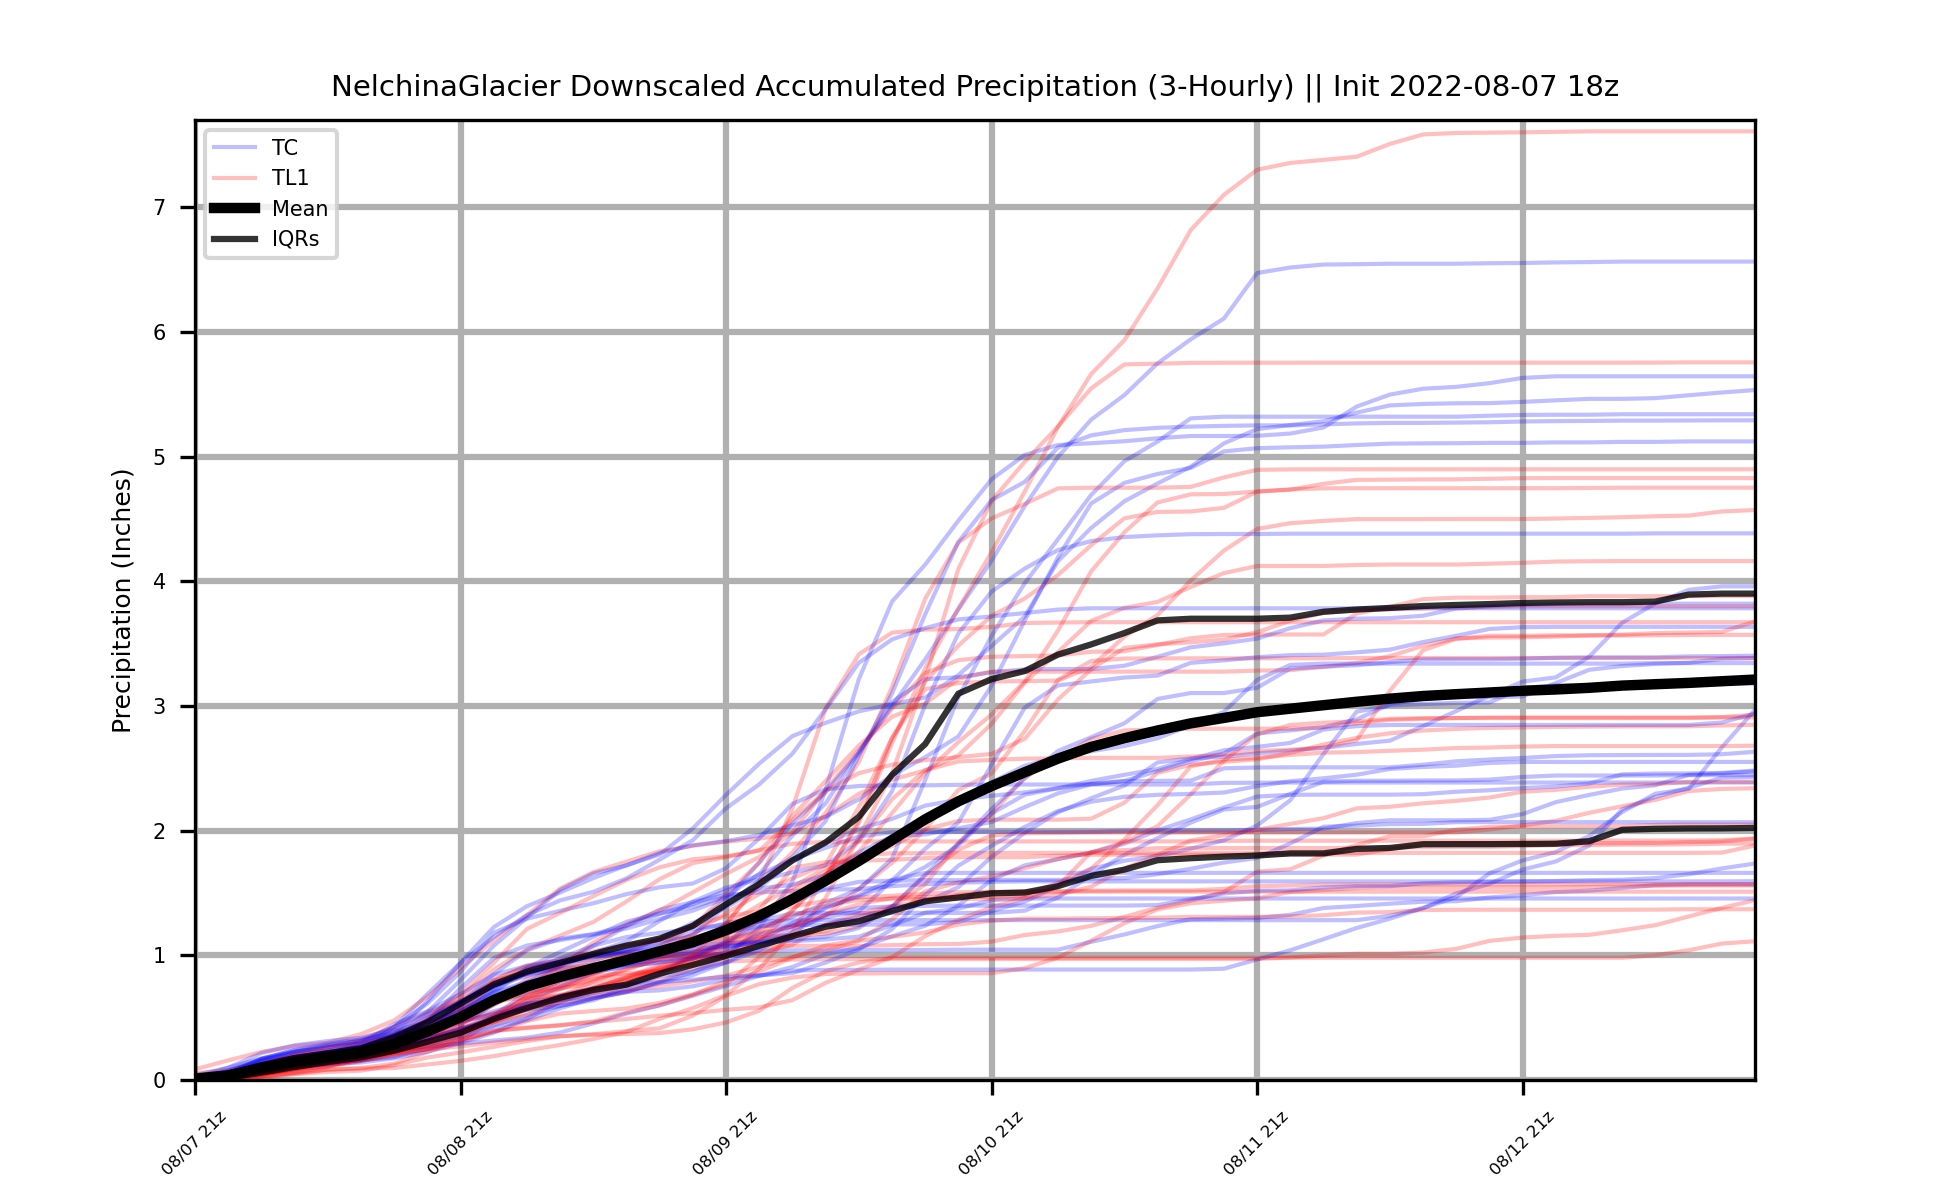 NelchinaGlacier Downscaled Accumulated Precipitation (3-Hourly) || Init 2022-08-07 18z
TC
TL1
Mean
IQRs
Precipitation (Inches)
7
6
5
4
3
2
1
0
08/07 21z
08/08 21z
08/09 21z
08/10 21z
08/11 21z
08/12 21z